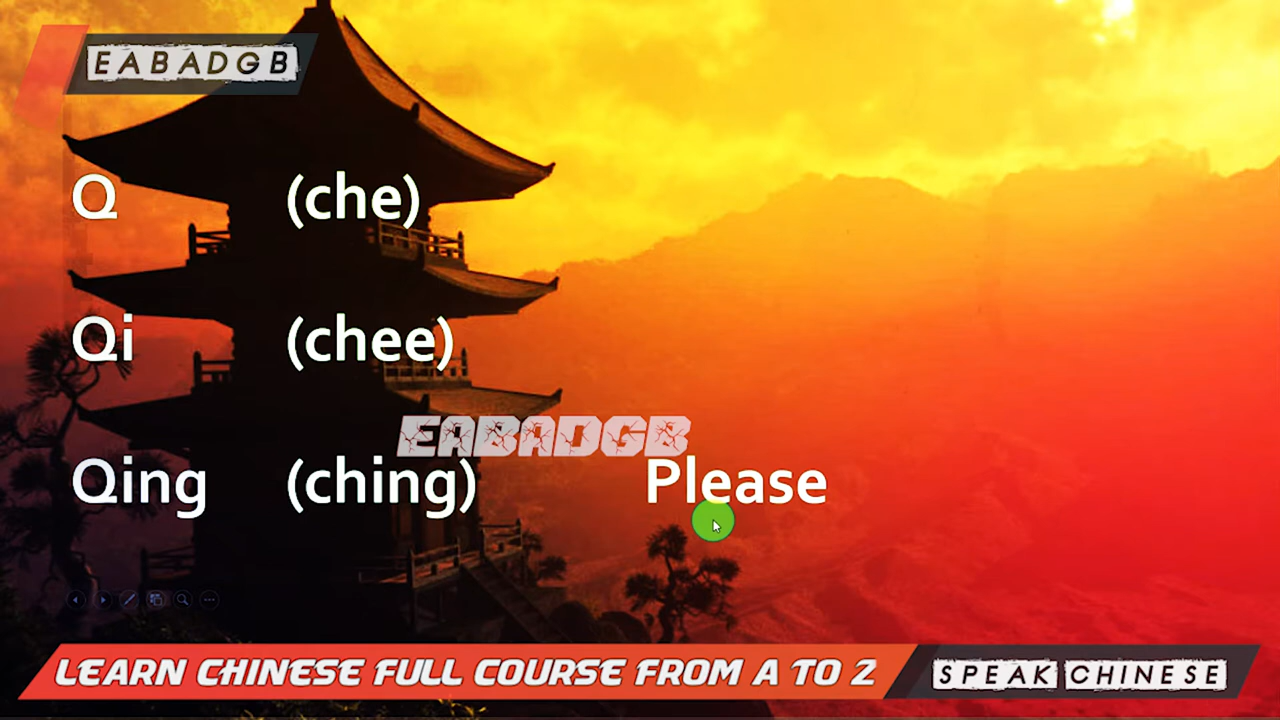 EABADGB
Q (che)
Qi (chee)
EABADGB
Qing (ching) Please
LEARN CHINESE FULL COURSE FROM A TO Z
SPEAK CHINESE